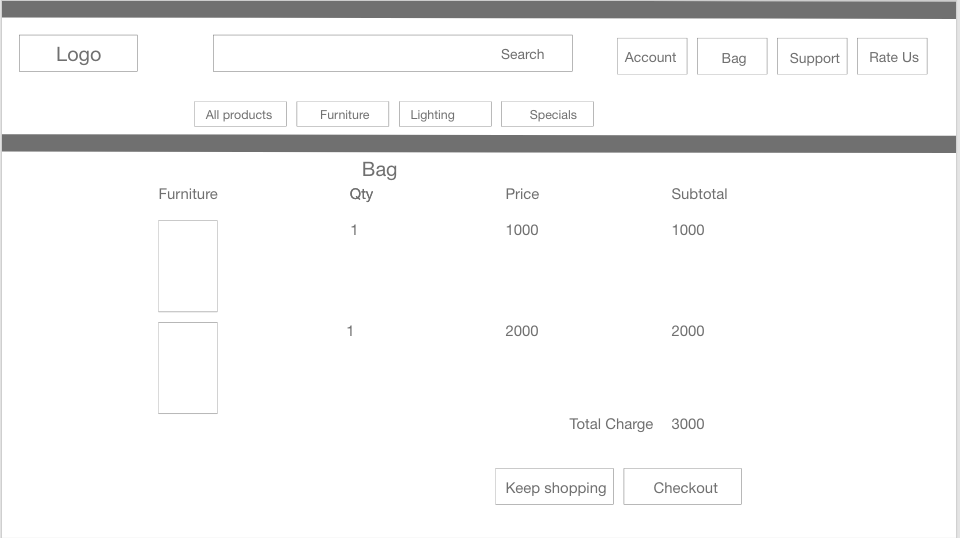 Logo
Search
Account
Bag
Support
Rate Us
All products
Furniture
Lighting
Specials
Bag
Furniture Qty Price Subtotal
1 1000 1000
1 2000 2000
Total Charge 3000
Keep shopping
Checkout